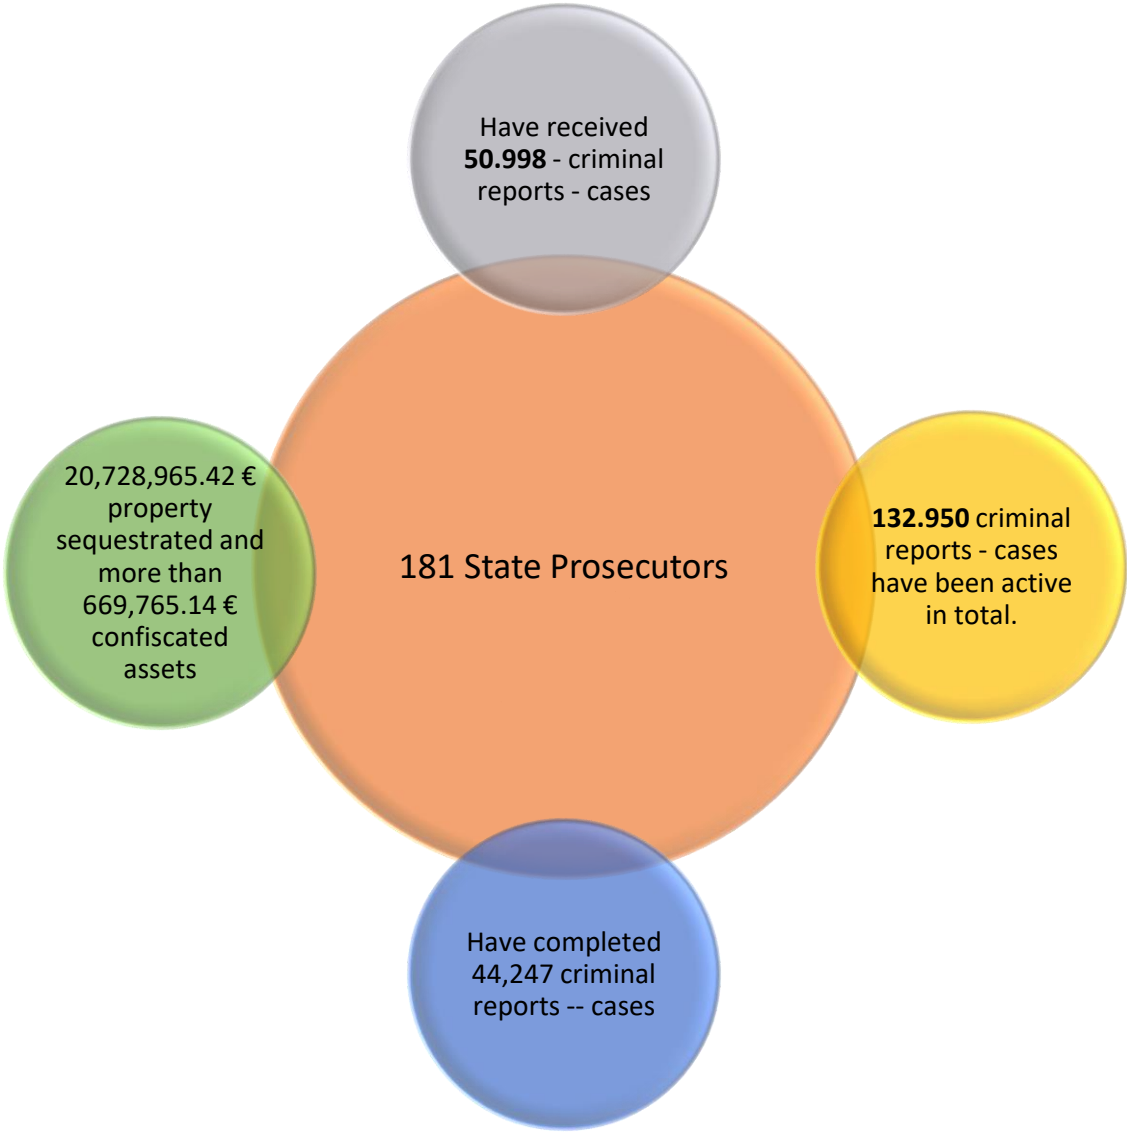 Have received
50.998 - criminal
reports - cases
20,728,965.42 €
property
sequestrated and
more than
669,765.14 €
confiscated
assets
181 State Prosecutors
132.950 criminal
reports - cases
have been active
in total.
Have completed
44,247 criminal
reports -- cases